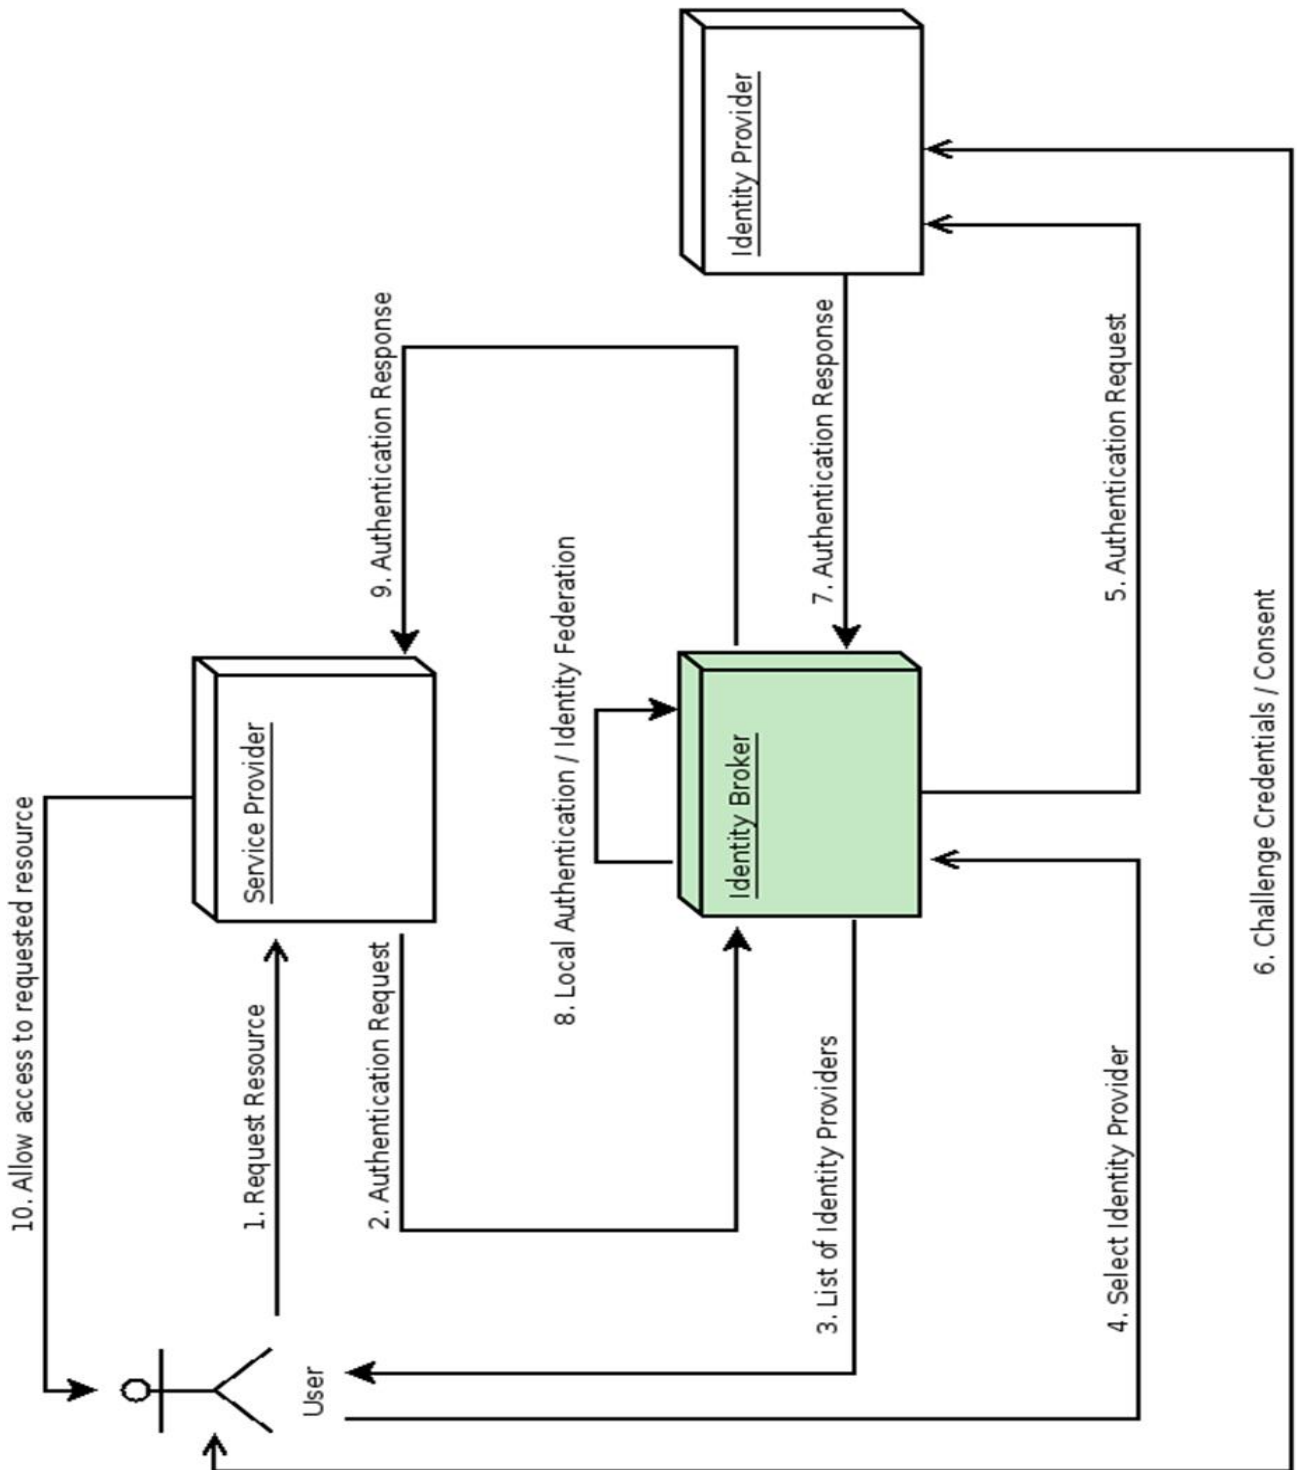 10. Allow access to requested resource
1. Request Resource
Service Provider
2. Authentication Request
9. Authentication Response
User
8. Local Authentication / Identity Federation
Identity Broker
Identity Provider
3. List of Identity Providers
7. Authentication Response
4. Select Identity Provider
5. Authentication Request
6. Challenge Credentials / Consent